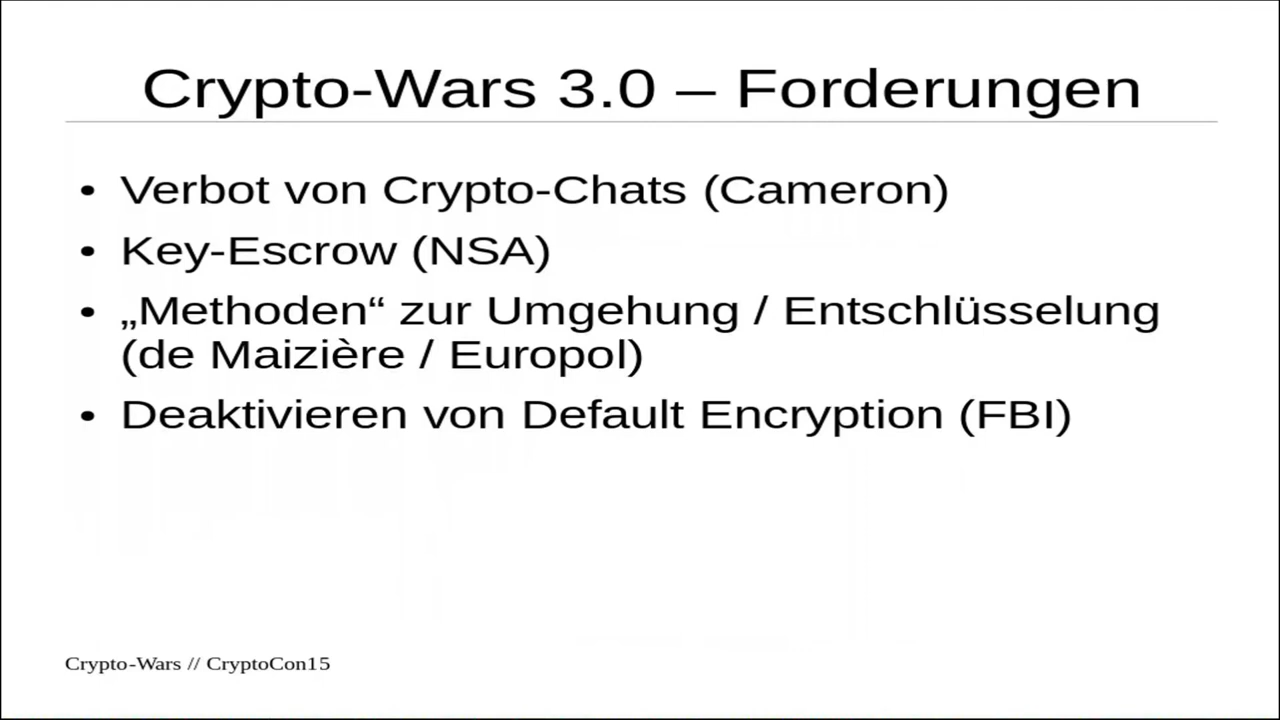 Crypto-Wars 3.0 – Forderungen
• Verbot von Crypto-Chats (Cameron)
• Key-Escrow (NSA)
• „Methoden“ zur Umgehung / Entschlüsselung
(de Maizière / Europol)
• Deaktivieren von Default Encryption (FBI)
Crypto-Wars // CryptoCon15